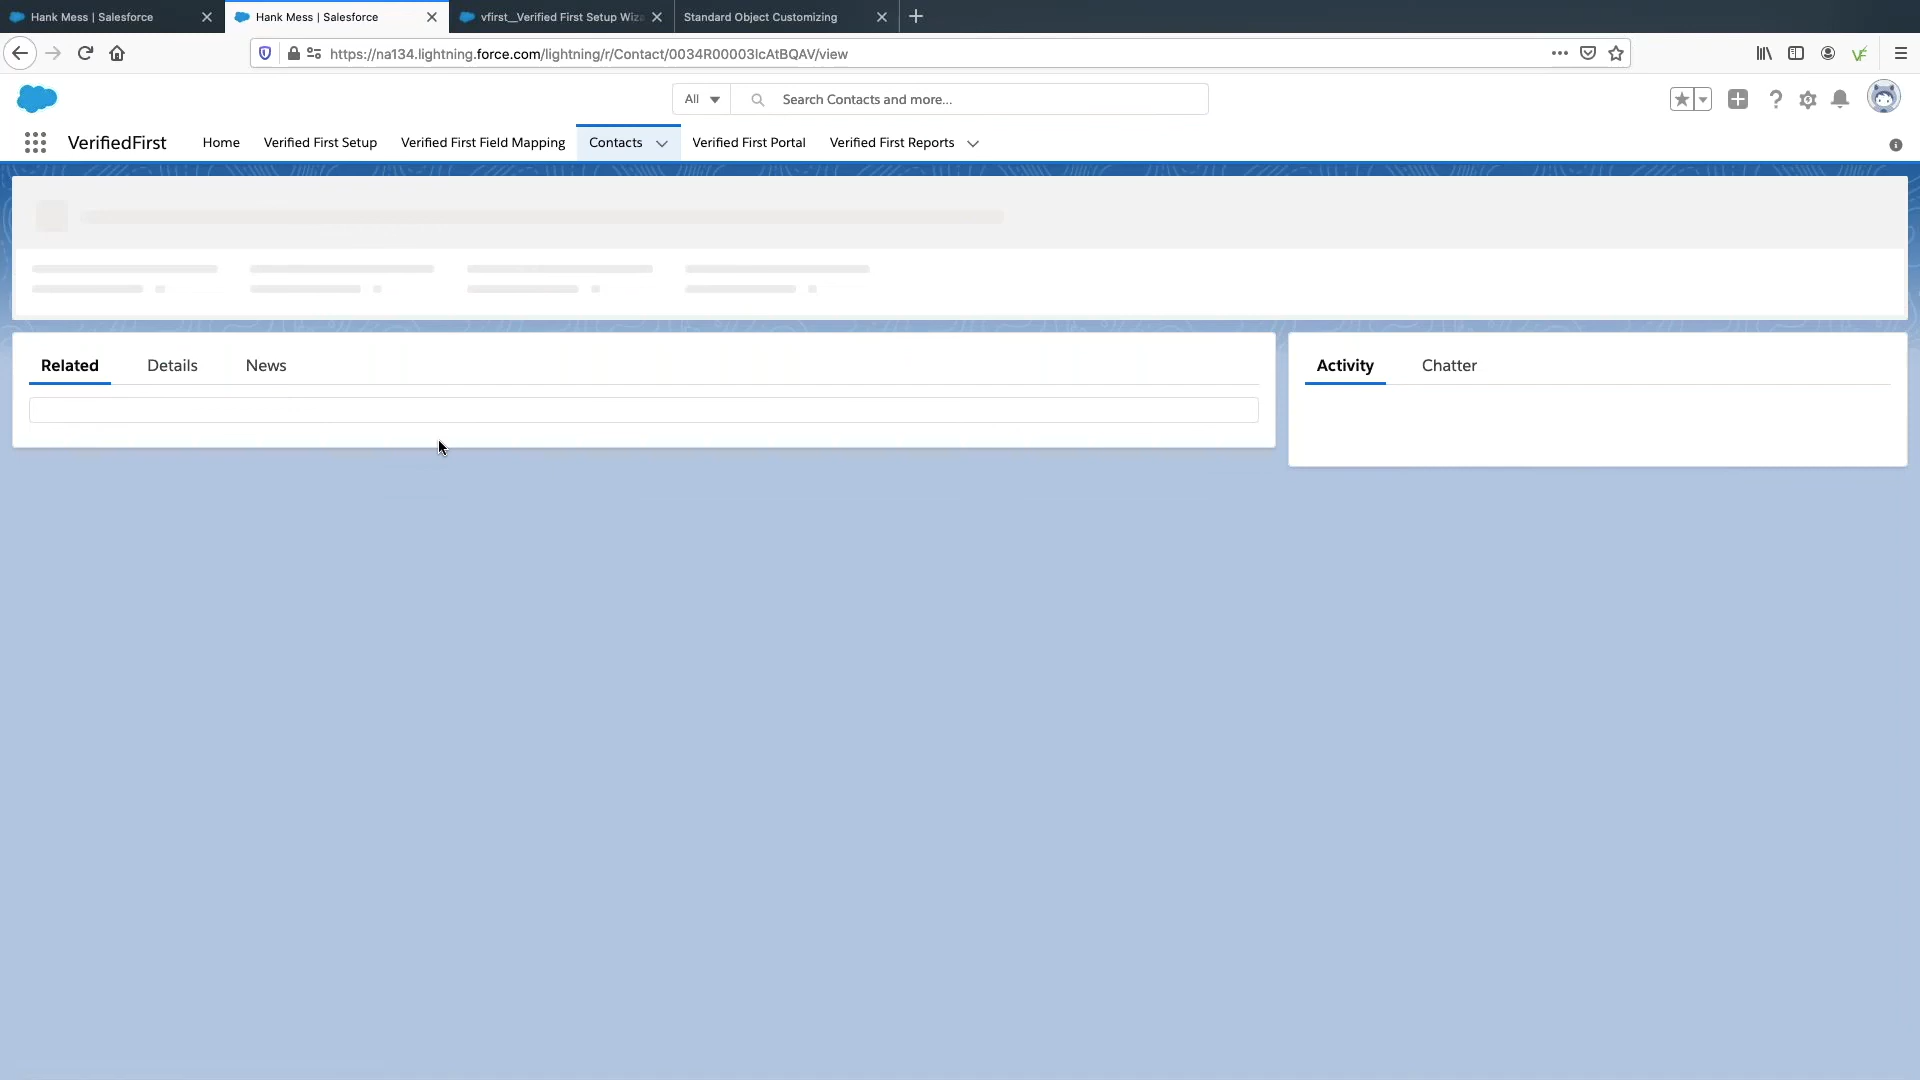 Hank Mess | Salesforce
Hank Mess | Salesforce
vfirst__Verified First Setup Wiza
Standard Object Customizing
https://na134.lightning.force.com/lightning/r/Contact/0034R00003lcAtBQAV/view
All
Search Contacts and more...
VerifiedFirst
Home
Verified First Setup
Verified First Field Mapping
Contacts
Verified First Portal
Verified First Reports
Related
Details
News
Activity
Chatter